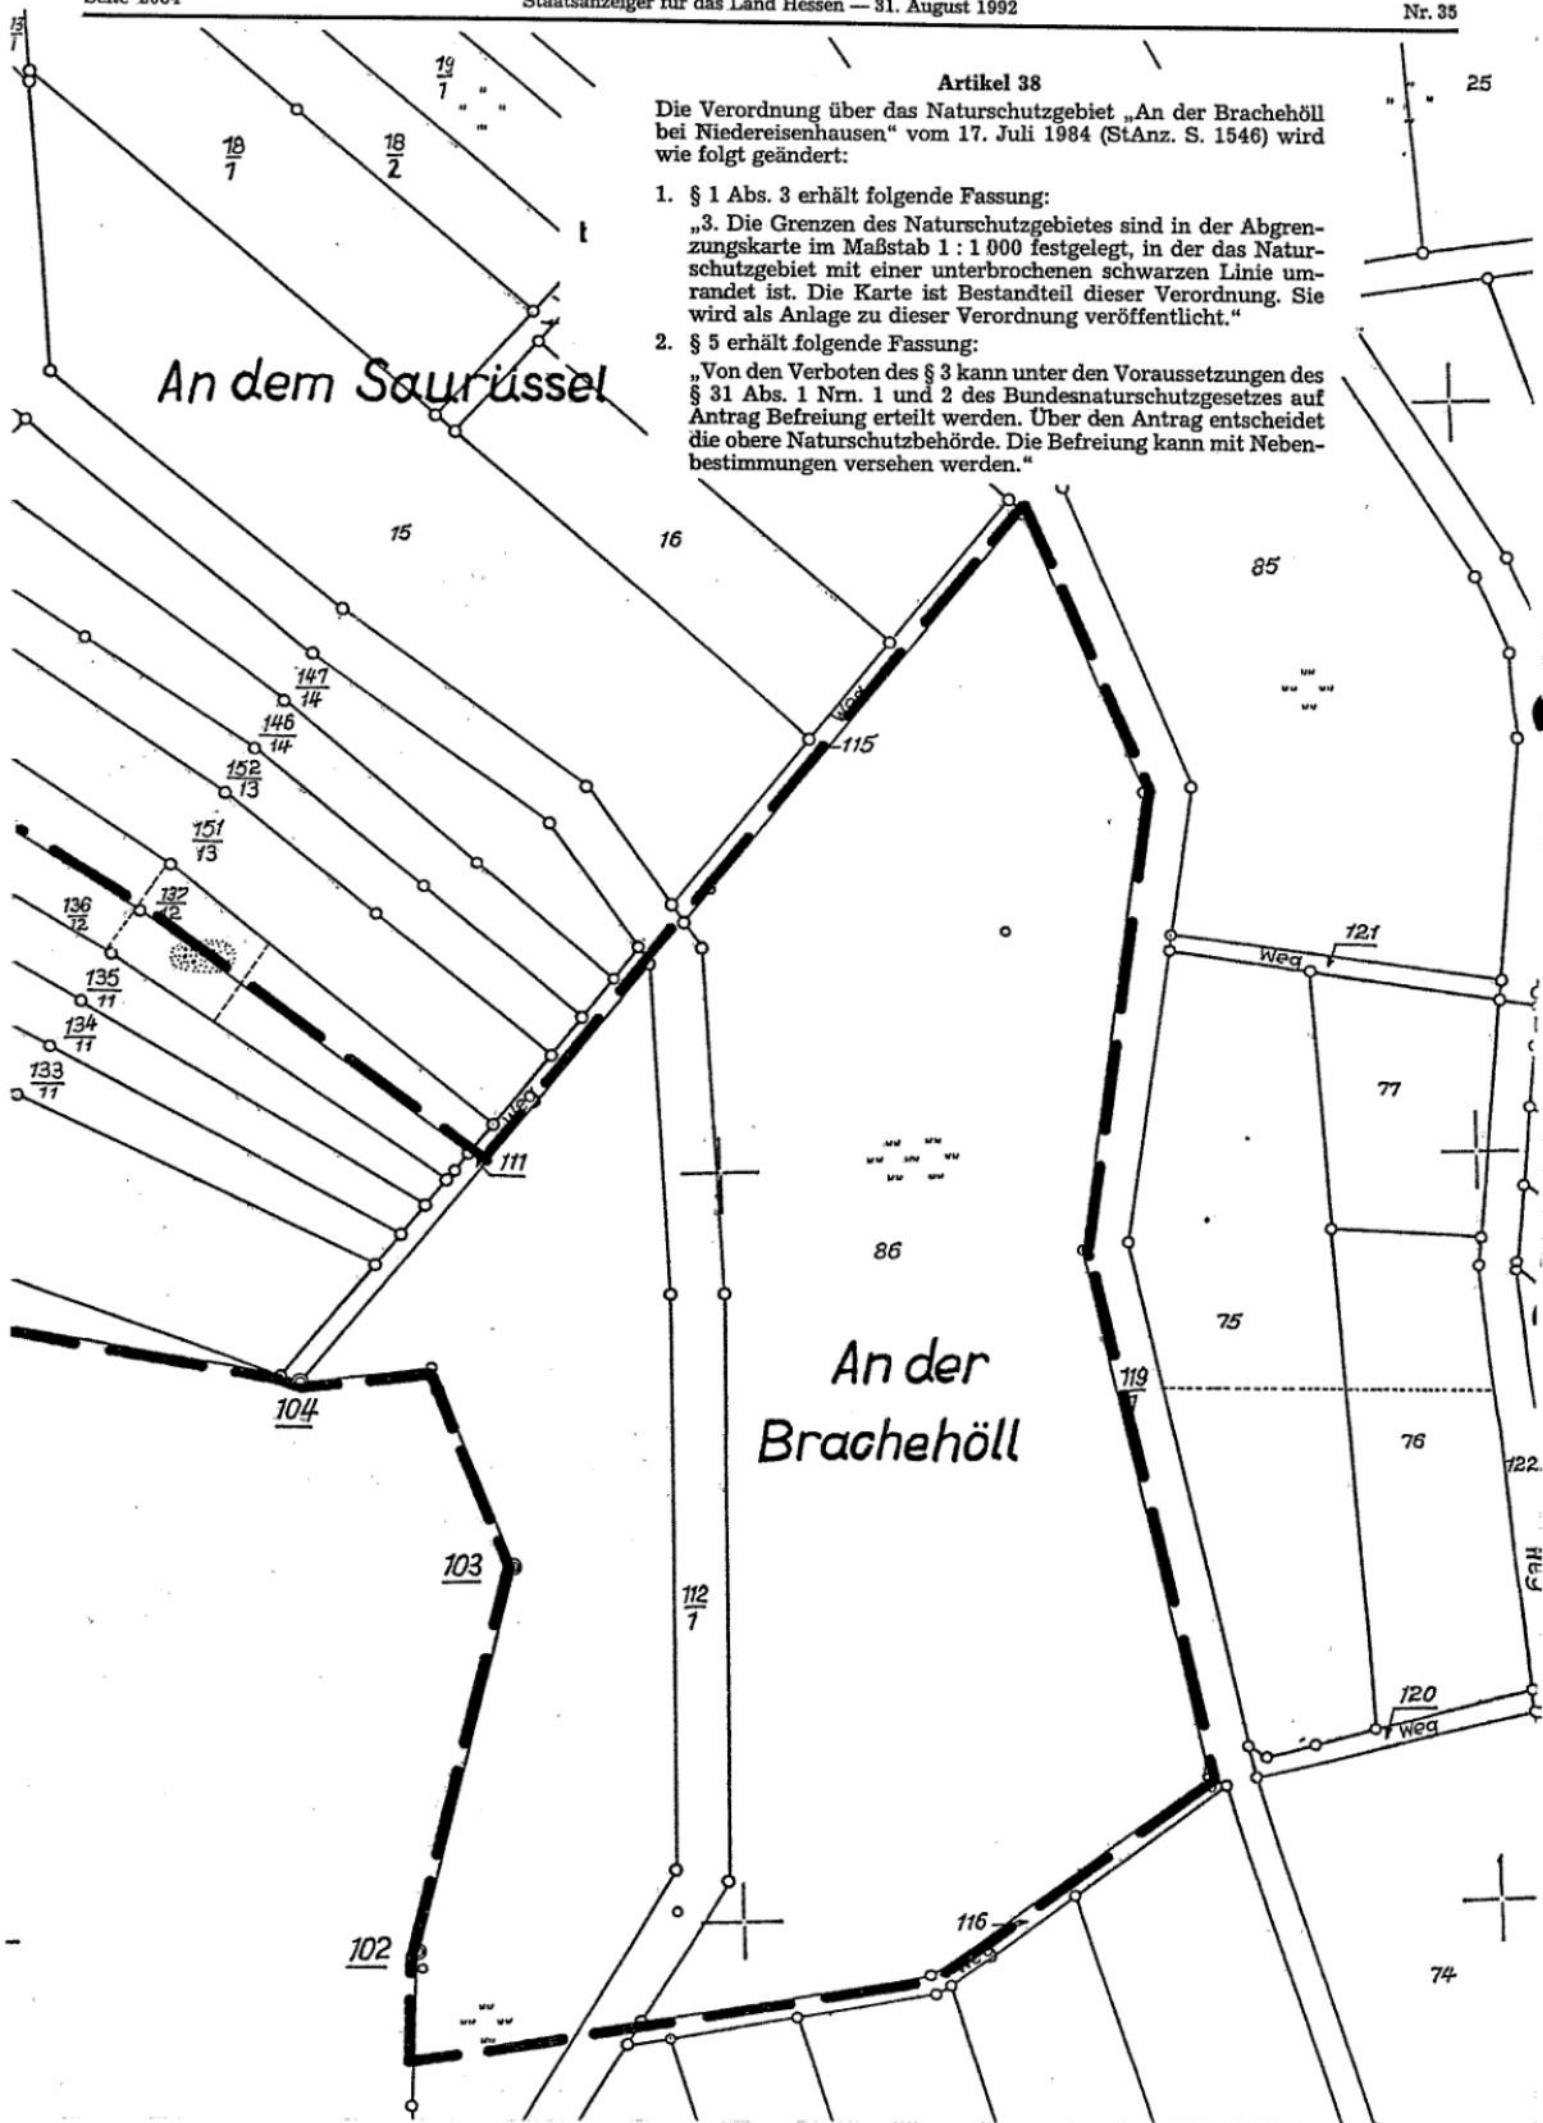 Staatsanzeiger für das Land Hessen — 31. August 1992
Nr. 35
Artikel 38
Die Verordnung über das Naturschutzgebiet „An der Brachehöll
bei Niedereisenhausen“ vom 17. Juli 1984 (StAnz. S. 1546) wird
wie folgt geändert:
1. § 1 Abs. 3 erhält folgende Fassung:
„3. Die Grenzen des Naturschutzgebietes sind in der Abgren-
zungskarte im Maßstab 1 : 1 000 festgelegt, in der das Natur-
schutzgebiet mit einer unterbrochenen schwarzen Linie um-
randet ist. Die Karte ist Bestandteil dieser Verordnung. Sie
wird als Anlage zu dieser Verordnung veröffentlicht.“
2. § 5 erhält folgende Fassung:
„Von den Verboten des § 3 kann unter den Voraussetzungen des
§ 31 Abs. 1 Nrn. 1 und 2 des Bundesnaturschutzgesetzes auf
Antrag Befreiung erteilt werden. Über den Antrag entscheidet
die obere Naturschutzbehörde. Die Befreiung kann mit Neben-
bestimmungen versehen werden.“
13/1
19/1
25
18/1
18/2
t
An dem Saurüssel
15
16
85
147/14
146/14
Weg
115
152/13
151/13
137/12
136/12
121
Weg
135/11
134/11
133/11
77
Weg
111
86
75
An der
Brachehöll
119/1
104
76
122
103
Weg
112/1
120
Weg
116
Weg
102
74